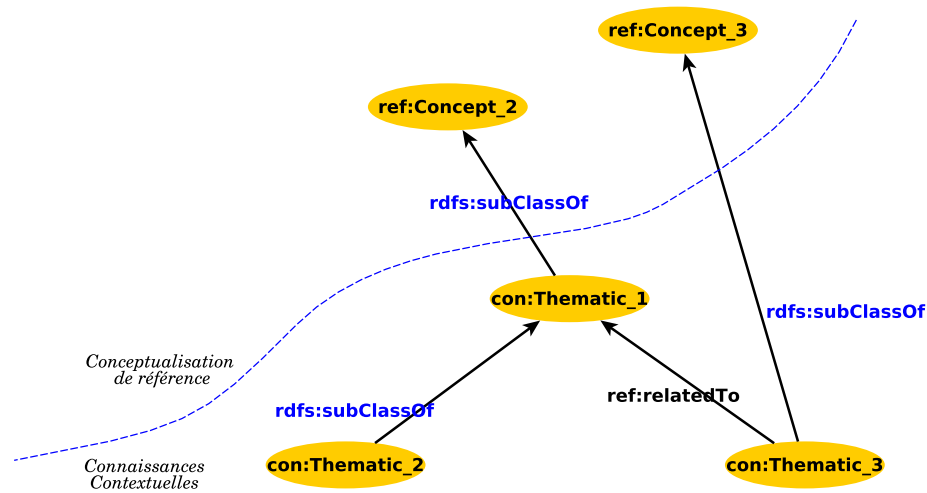 ref:Concept_3
ref:Concept_2
rdfs:subClassOf
con:Thematic_1
rdfs:subClassOf
Conceptualisation
de référence
rdfs:subClassOf
ref:relatedTo
Connaissances
Contextuelles
con:Thematic_2
con:Thematic_3